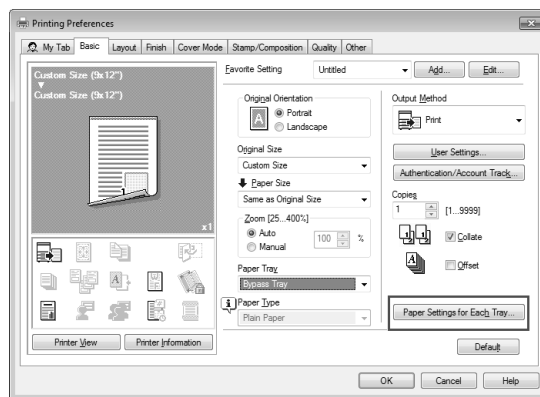 Printing Preferences
My Tab Basic Layout Finish Cover Mode Stamp/Composition Quality Other
Custom Size (9x12")
Custom Size (9x12")
1
x1
Printer View Printer Information
Favorite Setting Untitled Add... Edit...
Original Orientation
A
Portrait
Landscape
Original Size
Custom Size
Paper Size
Same as Original Size
Zoom [25...400%]
Auto
Manual
100 %
Paper Tray
Bypass Tray
Paper Type
Plain Paper
Output Method
Print
User Settings...
Authentication/Account Track...
Copies
1 [1...9999]
Collate
Offset
Paper Settings for Each Tray...
Default
OK Cancel Help